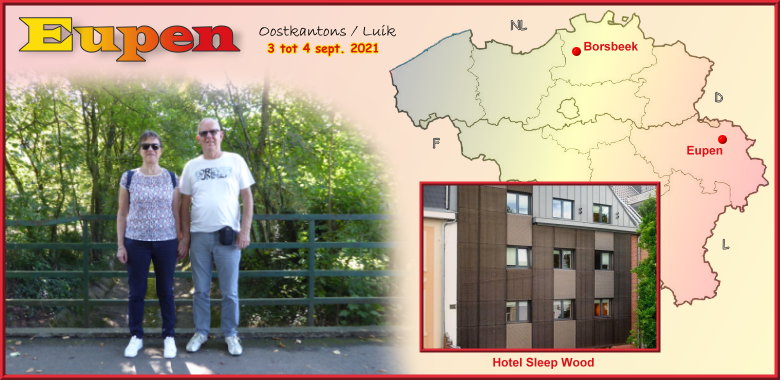 Eupen
Oostkantons / Luik
3 tot 4 sept. 2021
NL
Borsbeek
D
F
Eupen
L
Hotel Sleep Wood